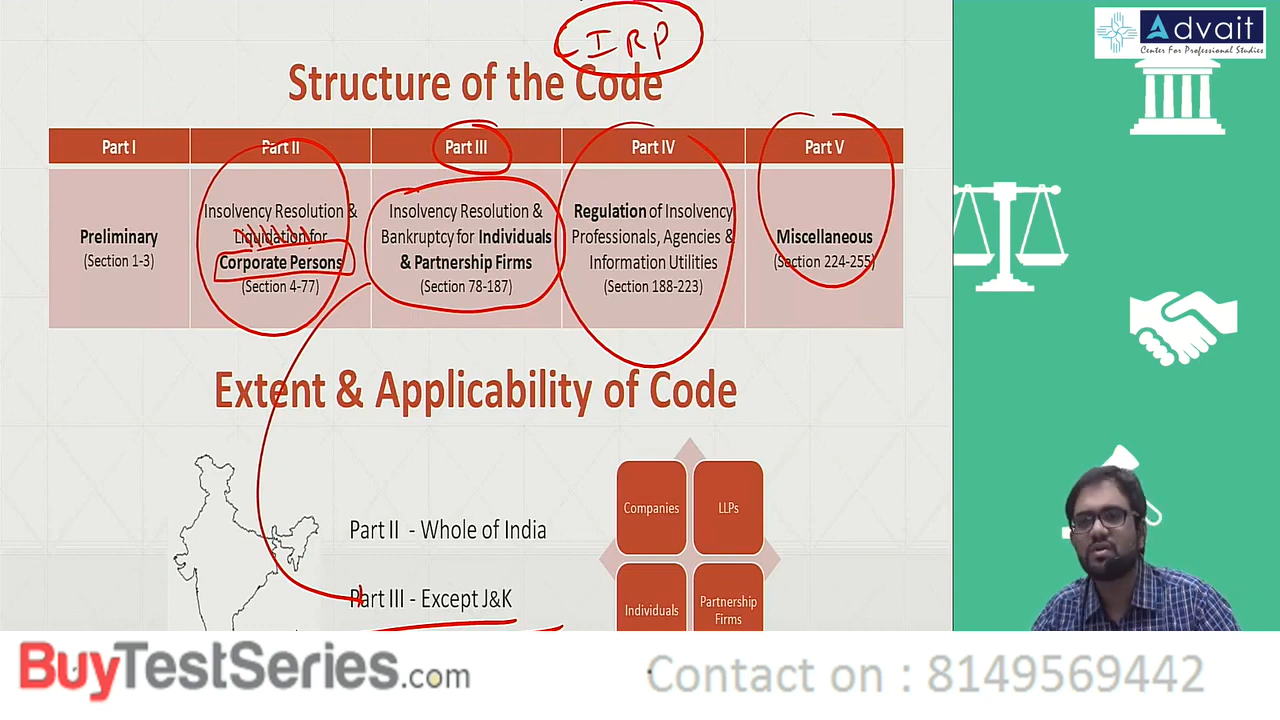 CIRP
Advait
Center For Professional Studies
Structure of the Code
Part I
Part II
Part III
Part IV
Part V
Preliminary
(Section 1-3)
Insolvency Resolution &
Liquidation for
Corporate Persons
(Section 4-77)
Insolvency Resolution &
Bankruptcy for Individuals
& Partnership Firms
(Section 78-187)
Regulation of Insolvency
Professionals, Agencies &
Information Utilities
(Section 188-223)
Miscellaneous
(Section 224-255)
Extent & Applicability of Code
Part II - Whole of India
Part III - Except J&K
Companies
LLPs
Individuals
Partnership
Firms
BuyTestSeries.com
Contact on : 8149569442